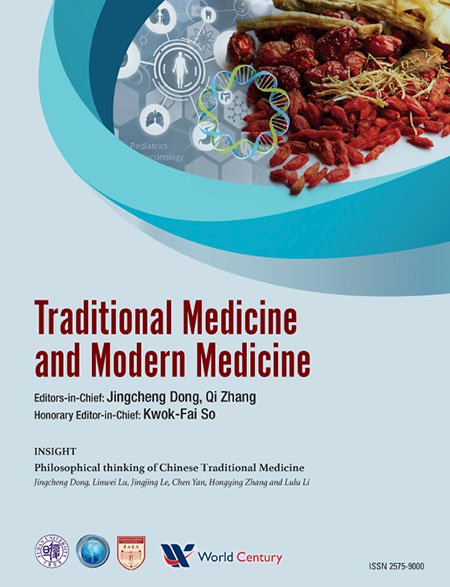 Pediatrics
Traditional Medicine
and Modern Medicine
Editors-in-Chief: Jingcheng Dong, Qi Zhang
Honorary Editor-in-Chief: Kwok-Fai So
INSIGHT
Philosophical thinking of Chinese Traditional Medicine
Jingcheng Dong, Linwei Lu, Jingjing Le, Chen Yan, Hongying Zhang and Lulu Li
World Century
ISSN 2575-9000